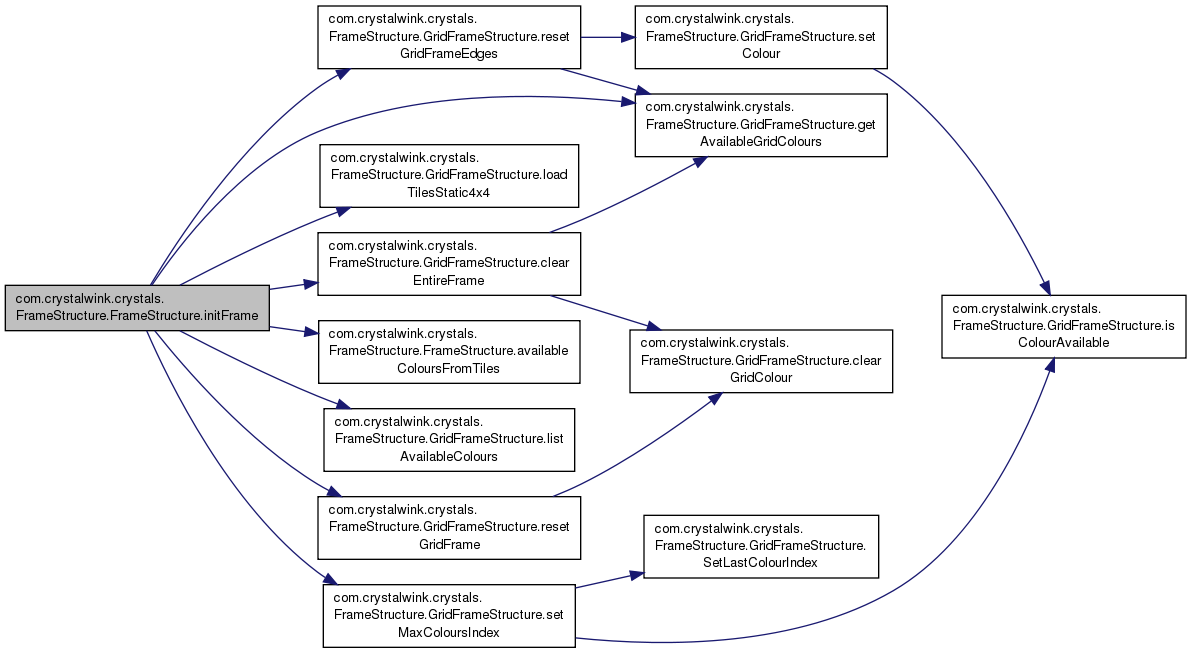 com.crystalwink.crystals.
FrameStructure.GridFrameStructure.reset
GridFrameEdges
com.crystalwink.crystals.
FrameStructure.GridFrameStructure.set
Colour
com.crystalwink.crystals.
FrameStructure.GridFrameStructure.get
AvailableGridColours
com.crystalwink.crystals.
FrameStructure.GridFrameStructure.load
TilesStatic4x4
com.crystalwink.crystals.
FrameStructure.GridFrameStructure.clear
EntireFrame
com.crystalwink.crystals.
FrameStructure.FrameStructure.initFrame
com.crystalwink.crystals.
FrameStructure.GridFrameStructure.is
ColourAvailable
com.crystalwink.crystals.
FrameStructure.FrameStructure.available
ColoursFromTiles
com.crystalwink.crystals.
FrameStructure.GridFrameStructure.clear
GridColour
com.crystalwink.crystals.
FrameStructure.GridFrameStructure.list
AvailableColours
com.crystalwink.crystals.
FrameStructure.GridFrameStructure.reset
GridFrame
com.crystalwink.crystals.
FrameStructure.GridFrameStructure.
SetLastColourIndex
com.crystalwink.crystals.
FrameStructure.GridFrameStructure.set
MaxColoursIndex